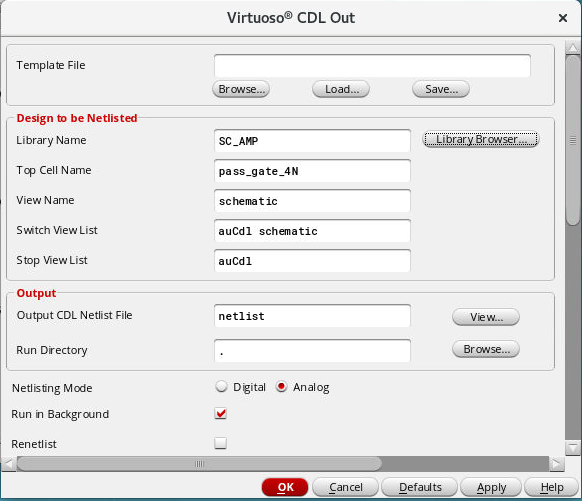 Virtuoso® CDL Out
Template File
Browse... Load... Save...
Design to be Netlisted
Library Name SC_AMP Library Browser...
Top Cell Name pass_gate_4N
View Name schematic
Switch View List auCdl schematic
Stop View List auCdl
Output
Output CDL Netlist File netlist View...
Run Directory . Browse...
Netlisting Mode Digital Analog
Run in Background
Renetlist
OK Cancel Defaults Apply Help